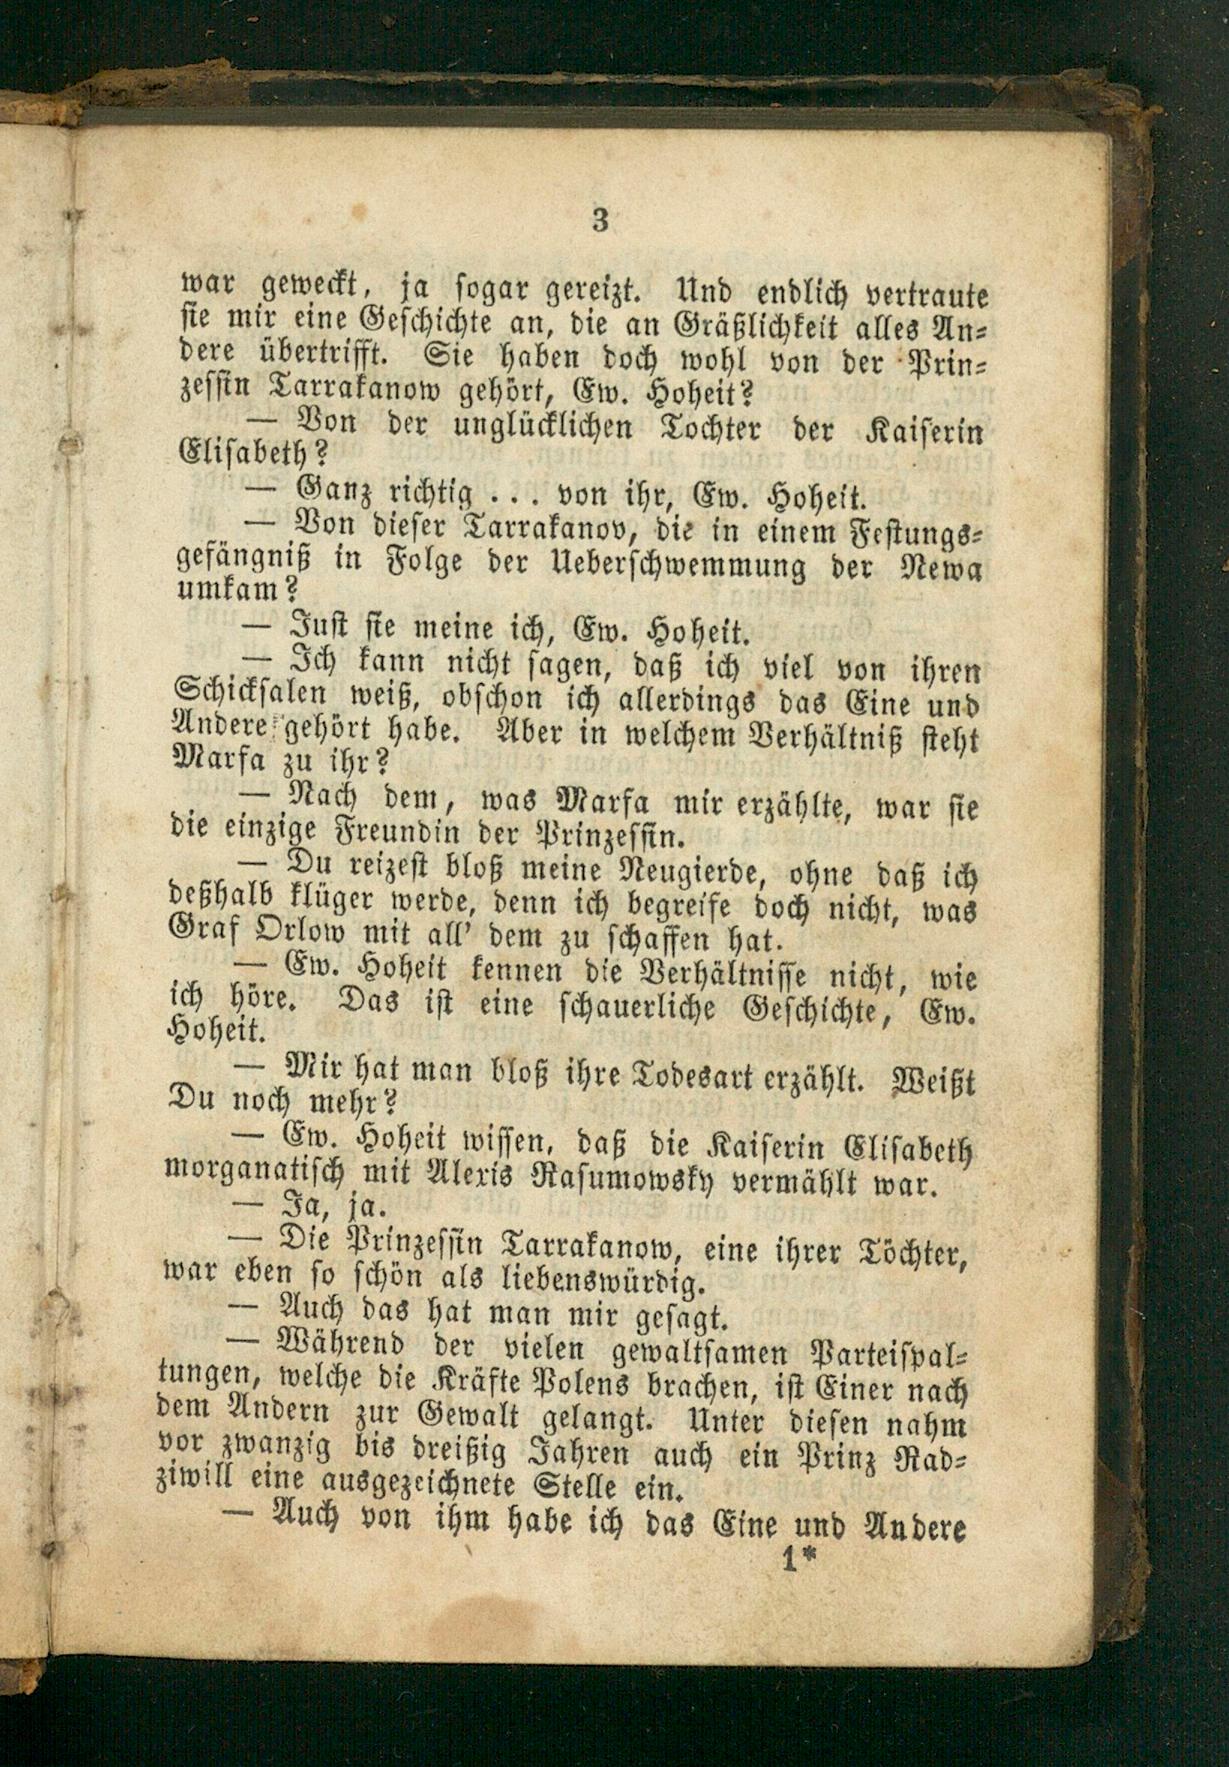 3
war geweckt, ja sogar gereizt. Und endlich vertraute
sie mir eine Geschichte an, die an Gräßlichkeit alles An-
dere übertrifft. Sie haben doch wohl von der Prin-
zessin Tarrakanow gehört, Ew. Hoheit?
— Von der unglücklichen Tochter der Kaiserin
Elisabeth?
— Ganz richtig ... von ihr, Ew. Hoheit.
— Von dieser Tarrakanov, die in einem Festungs-
gefängniß in Folge der Ueberschwemmung der Newa
umkam?
— Just sie meine ich, Ew. Hoheit.
— Ich kann nicht sagen, daß ich viel von ihren
Schicksalen weiß, obschon ich allerdings das Eine und
Andere gehört habe. Aber in welchem Verhältniß steht
Marfa zu ihr?
— Nach dem, was Marfa mir erzählte, war sie
die einzige Freundin der Prinzessin.
— Du reizest bloß meine Neugierde, ohne daß ich
deßhalb klüger werde, denn ich begreife doch nicht, was
Graf Orlow mit all' dem zu schaffen hat.
— Ew. Hoheit kennen die Verhältnisse nicht, wie
ich höre. Das ist eine schauerliche Geschichte, Ew.
Hoheit.
— Mir hat man bloß ihre Todesart erzählt. Weißt
Du noch mehr?
— Ew. Hoheit wissen, daß die Kaiserin Elisabeth
morganatisch mit Alexis Rasumowsky vermählt war.
— Ja, ja.
— Die Prinzessin Tarrakanow, eine ihrer Töchter,
war eben so schön als liebenswürdig.
— Auch das hat man mir gesagt.
— Während der vielen gewaltsamen Parteispal-
tungen, welche die Kräfte Polens brachen, ist Einer nach
dem Andern zur Gewalt gelangt. Unter diesen nahm
vor zwanzig bis dreißig Jahren auch ein Prinz Rad-
ziwill eine ausgezeichnete Stelle ein.
— Auch von ihm habe ich das Eine und Andere
1*